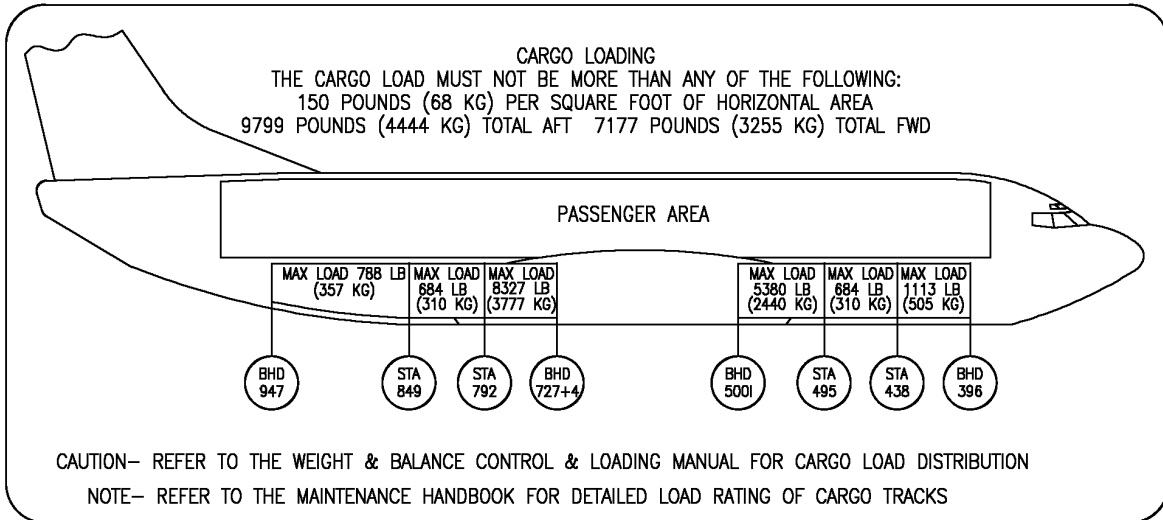 CARGO LOADING
THE CARGO LOAD MUST NOT BE MORE THAN ANY OF THE FOLLOWING:
150 POUNDS (68 KG) PER SQUARE FOOT OF HORIZONTAL AREA
9799 POUNDS (4444 KG) TOTAL AFT 7177 POUNDS (3255 KG) TOTAL FWD
PASSENGER AREA
MAX LOAD 788 LB
(357 KG)
MAX LOAD
684 LB
(310 KG)
MAX LOAD
8327 LB
(3777 KG)
MAX LOAD
5380 LB
(2440 KG)
MAX LOAD
684 LB
(310 KG)
MAX LOAD
1113 LB
(505 KG)
BHD
947
STA
849
STA
792
BHD
727+4
BHD
500I
STA
495
STA
438
BHD
396
CAUTION– REFER TO THE WEIGHT & BALANCE CONTROL & LOADING MANUAL FOR CARGO LOAD DISTRIBUTION
NOTE– REFER TO THE MAINTENANCE HANDBOOK FOR DETAILED LOAD RATING OF CARGO TRACKS